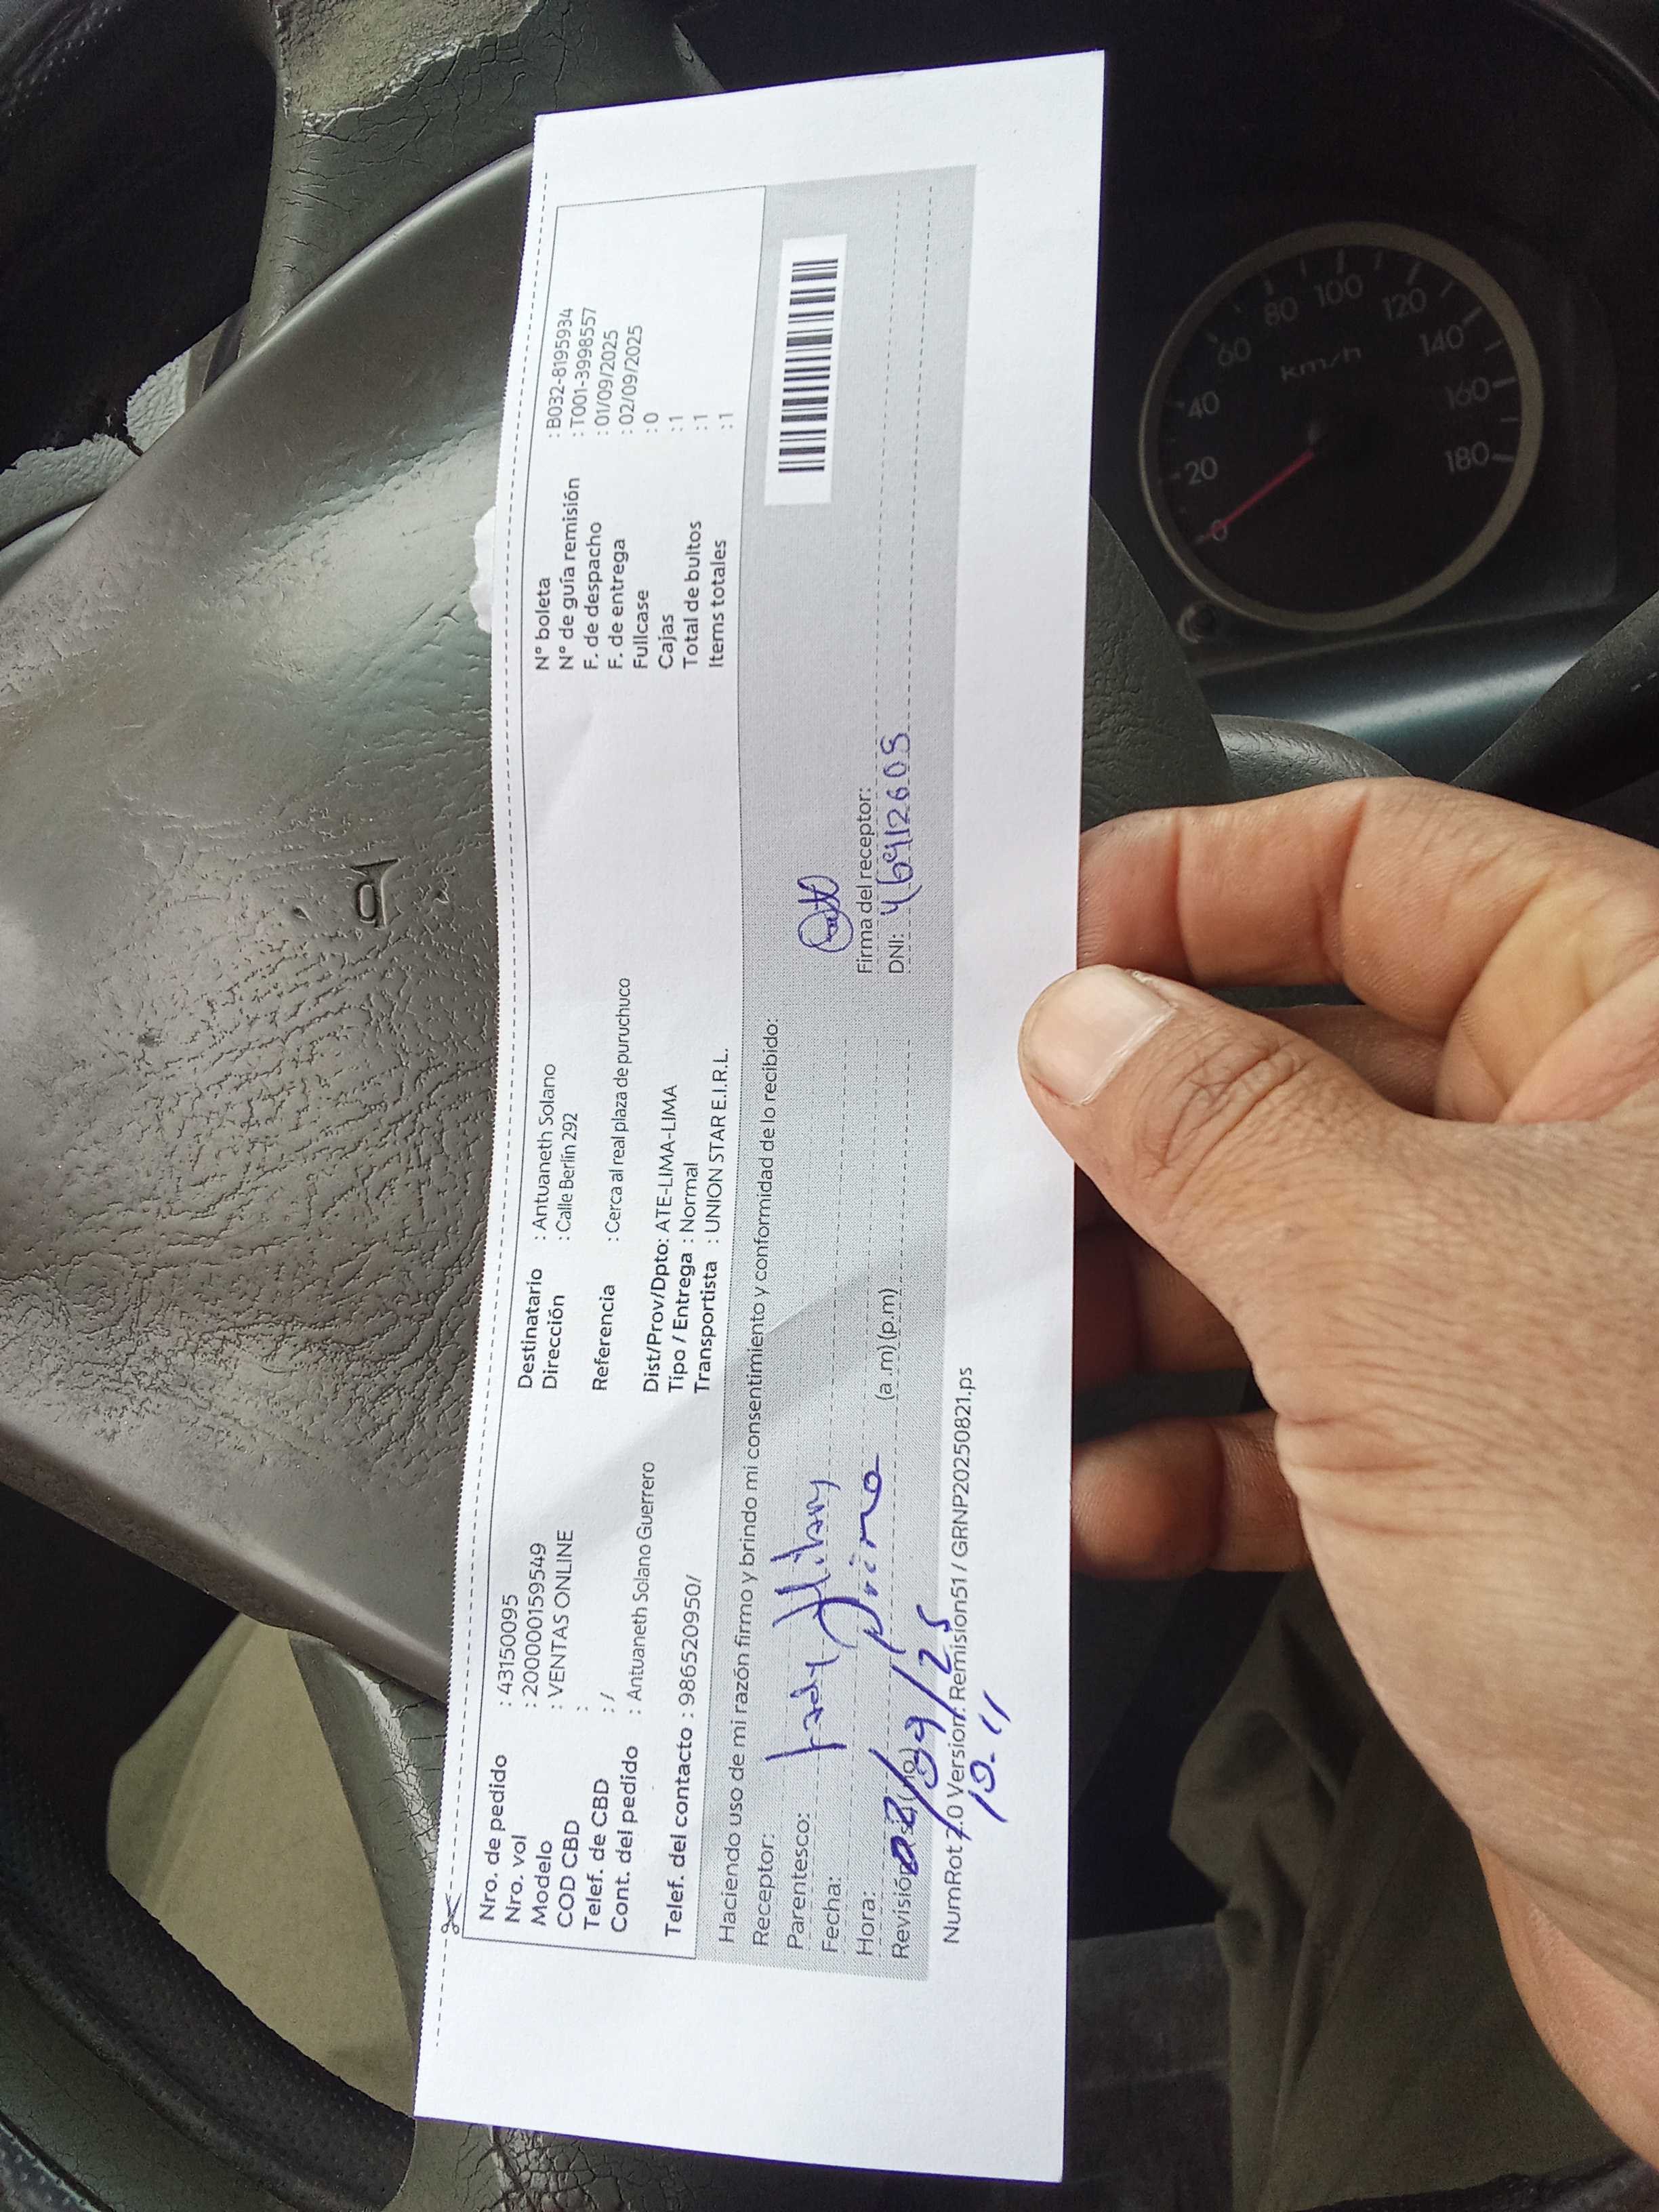 Nro. de pedido : 43150095
Nro. vol : 2000000159549
Modelo : VENTAS ONLINE
COD CBD :
Telef. de CBD : /
Cont. del pedido : Antuaneth Solano Guerrero
Telef. del contacto : 986520950/
Destinatario : Antuaneth Solano
Dirección : Calle Berlín 292
Referencia : Cerca al real plaza de puruchuco
Dist/Prov/Dpto: ATE-LIMA-LIMA
Tipo / Entrega : Normal
Transportista : UNION STAR E.I.R.L.
N° boleta : B032-8195934
N° de guía remisión : T001-3998557
F. de despacho : 01/09/2025
F. de entrega : 02/09/2025
Fullcase : 0
Cajas : 1
Total de bultos : 1
Items totales : 1
Haciendo uso de mi razón firmo y brindo mi consentimiento y conformidad de lo recibido:
Receptor:
Parentesco:
Fecha: Primo
Hora: (a .m) (p.m)
Revisión
02/09/25
10.11
Firma del receptor:
DNI: 46912605
NumRot 7.0 Version: Remision51 / GRNP20250821.ps
0
20
40
60
80
100
120
140
160
180
km/h